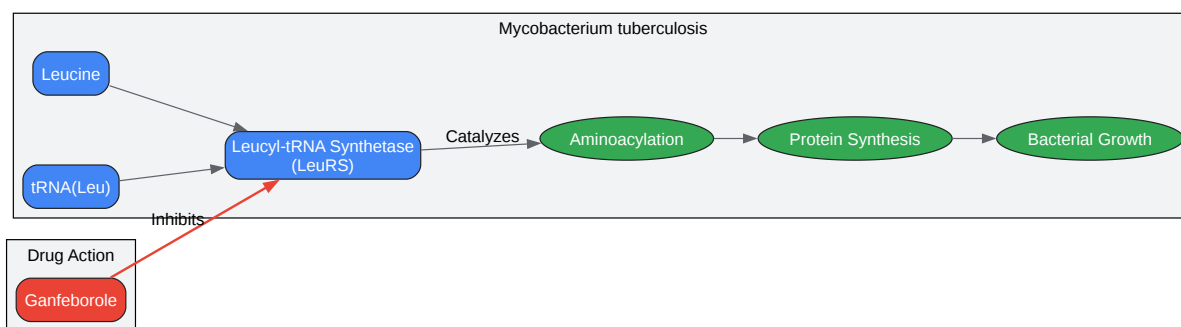 Mycobacterium tuberculosis
Leucine
tRNA(Leu)
Leucyl-tRNA Synthetase
(LeuRS)
Catalyzes
Aminoacylation
Protein Synthesis
Bacterial Growth
Inhibits
Drug Action
Ganfeborole